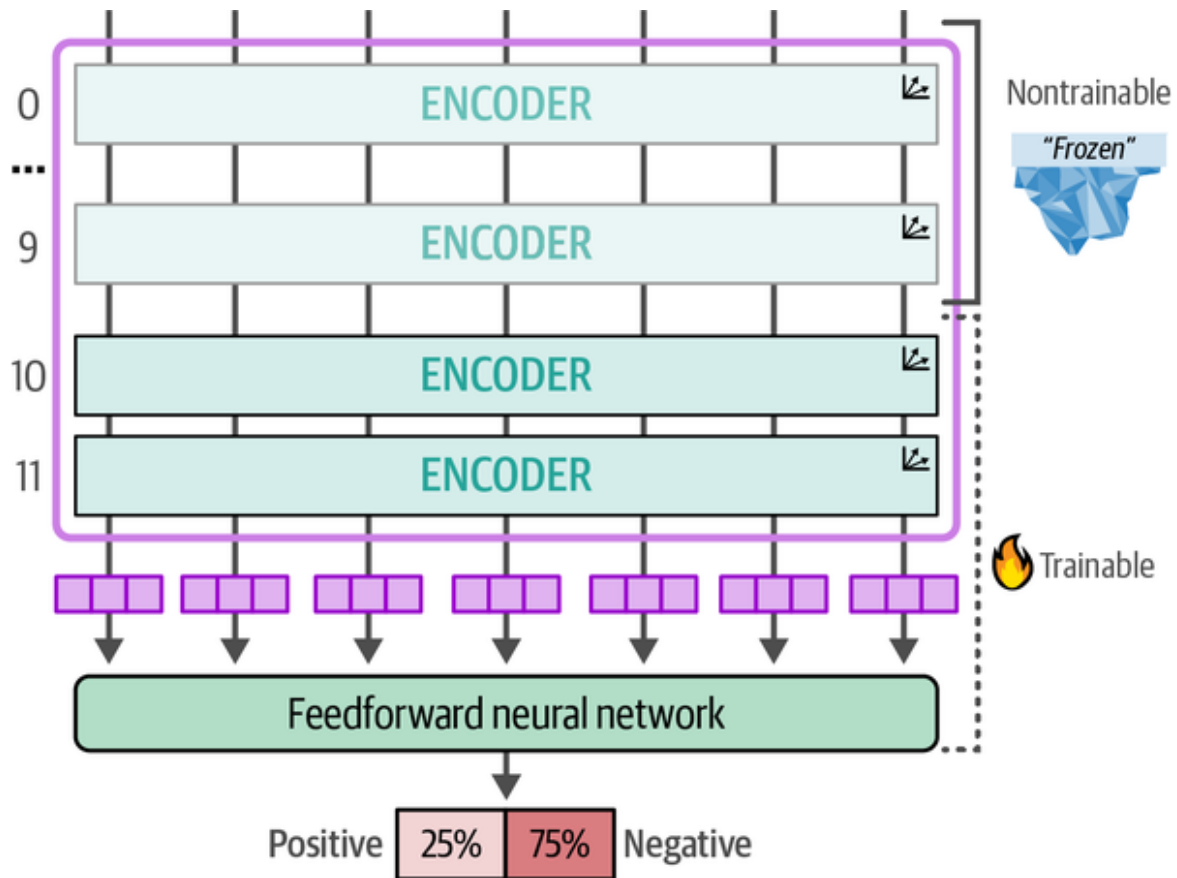 0
ENCODER
Nontrainable
"Frozen"
...
9
ENCODER
10
ENCODER
11
ENCODER
Trainable
Feedforward neural network
Positive 25% 75% Negative